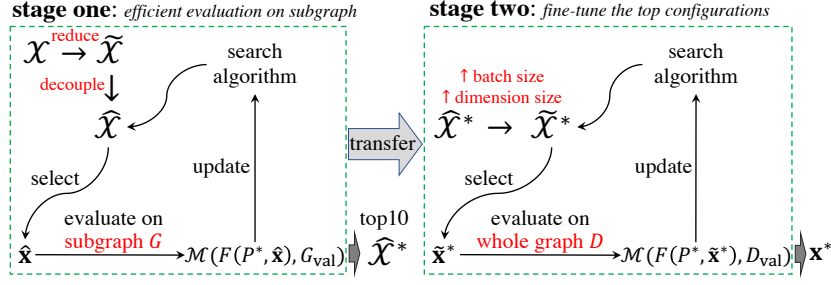 stage one: efficient evaluation on subgraph
𝒳 reduce → 𝒳̃
decouple ↓
𝒳̂
search
algorithm
select
update
evaluate on
subgraph G
x̂
ℳ(F(P*, x̂), G_val)
transfer
top10
𝒳̂*
stage two: fine-tune the top configurations
↑ batch size
↑ dimension size
𝒳̂* → 𝒳̃*
search
algorithm
select
update
evaluate on
whole graph D
x̃*
ℳ(F(P*, x̃*), D_val)
x*